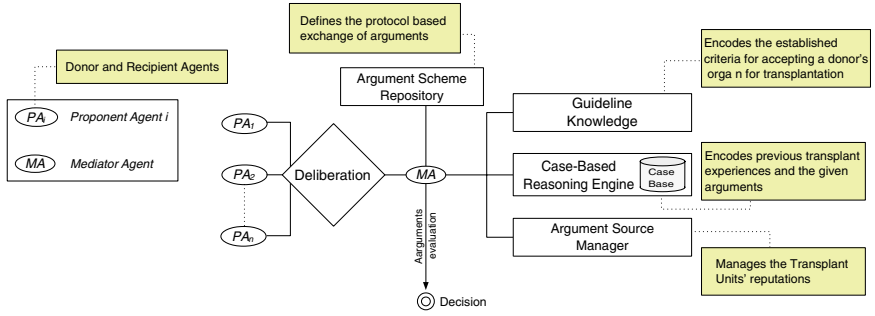 Defines the protocol based
exchange of arguments
Donor and Recipient Agents
PAi Proponent Agent i
MA Mediator Agent
Argument Scheme
Repository
PA1
PA2
PAn
Deliberation
MA
Aarguments
evaluation
Decision
Guideline
Knowledge
Case-Based
Reasoning Engine
Case
Base
Argument Source
Manager
Encodes the established
criteria for accepting a donor's
orga n for transplantation
Encodes previous transplant
experiences and the given
arguments
Manages the Transplant
Units' reputations